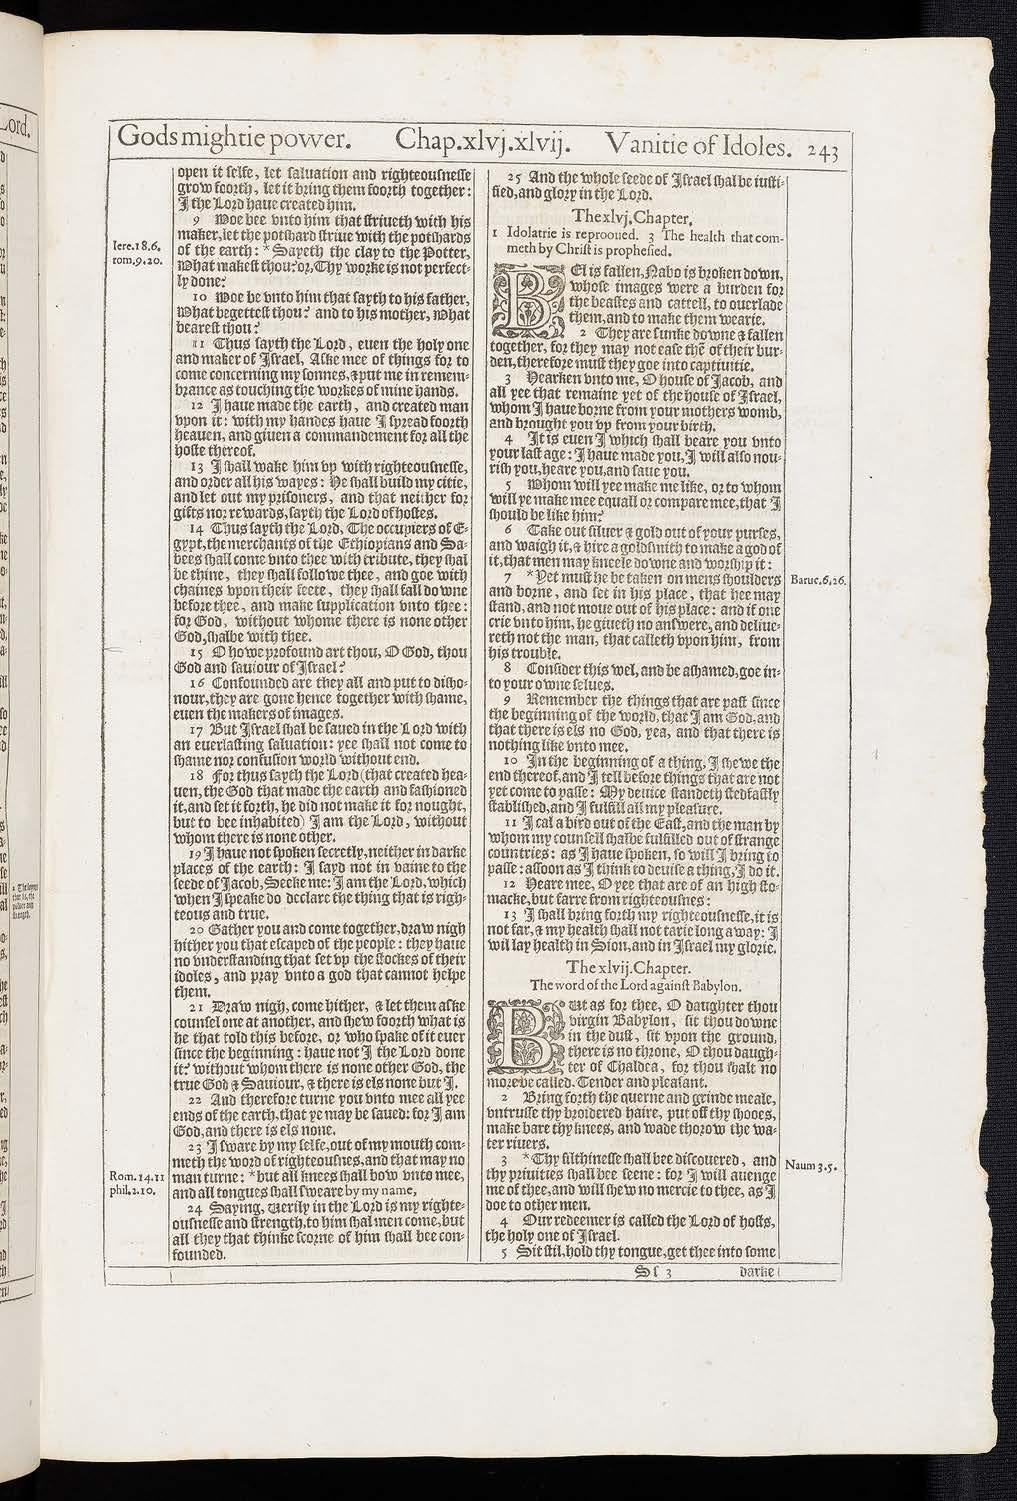 Gods mightie power. Chap.xlvj.xlvij. Vanitie of Idoles. 243
open it selfe, let saluation and righteousnesse
grow foorth, let it bring them foorth together:
I the Lord haue created him.
9 Woe bee vnto him that striueth with his
maker, let the potshard striue with the potshards
of the earth: * Sayeth the clay to the Potter,
What makest thou? or, Thy worke is not perfect-
ly done?
10 Woe be vnto him that sayth to his father,
What begettest thou? and to his mother, What
bearest thou?
11 Thus sayth the Lord, euen the holy one
and maker of Israel, Aske mee of things for to
come concerning my sonnes, & put me in remem-
brance as touching the workes of mine hands.
12 I haue made the earth, and created man
vpon it: with my handes haue I spread foorth
heauen, and giuen a commandement for all the
hoste thereof.
13 I shall wake him vp with righteousnesse,
and order all his wayes: He shall build my citie,
and let out my prisoners, and that neither for
gifts nor rewards, sayth the Lord of hostes.
14 Thus sayth the Lord, The occupiers of E-
gypt, the merchants of the Ethiopians and Sa-
bees shall come vnto thee with tribute, they shal
be thine, they shall followe thee, and goe with
chaines vpon their feete, they shall fall downe
before thee, and make supplication vnto thee:
for God, without whome there is none other
God, shalbe with thee.
15 O howe profound art thou, O God, thou
God and sauiour of Israel?
16 Confounded are they all and put to disho-
nour, they are gone hence together with shame,
euen the makers of images.
17 But Israel shal be saued in the Lord with
an euerlasting saluation: yee shall not come to
shame nor confusion world without end.
18 For thus sayth the Lord (that created hea-
uen, the God that made the earth and fashioned
it, and set it forth, he did not make it for nought,
but to bee inhabited) I am the Lord, without
whom there is none other.
19 I haue not spoken secretly, neither in darke
places of the earth: I sayd not in vaine to the
seede of Jacob, Seeke me: I am the Lord, which
when I speake do declare the thing that is righ-
teous and true.
20 Gather you and come together, draw nigh
hither you that escaped of the people: they haue
no vnderstanding that set vp the stockes of their
idoles, and pray vnto a god that cannot helpe
them.
21 Draw nigh, come hither, & let them aske
counsel one at another, and shew foorth what is
he that told this before, or who spake of it euer
since the beginning: haue not I the Lord done
it? without whom there is none other God, the
true God & Sauiour, & there is els none but I.
22 And therefore turne you vnto mee all yee
ends of the earth, that ye may be saued: for I am
God, and there is els none.
23 I sware by my selfe, out of my mouth com-
meth the word of righteousnes, and that may no
man turne: * but all knees shall bow vnto mee,
and all tongues shall sweare by my name,
24 Saying, Verily in the Lord is my righte-
ousnesse and strength, to him shal men come, but
all they that thinke scorne of him shall bee con-
founded.
Iere.18.6.
rom.9.20.
Rom.14.11
phil.2.10.
25 And the whole seede of Israel shal be iusti-
fied, and glory in the Lord.
The xlvj. Chapter.
1 Idolatrie is reprooued. 3 The health that com-
meth by Christ is prophesied.
BEl is fallen, Nabo is broken down,
whose images were a burden for
the beastes and cattell, to ouerlade
them, and to make them wearie.
2 They are sunke downe & fallen
together, for they may not ease thē of their bur-
den, therefore must they goe into captiuitie.
3 Hearken vnto me, O house of Jacob, and
all yee that remaine yet of the house of Israel,
whom I haue borne from your mothers womb,
and brought you vp from your birth.
4 It is euen I which shall beare you vnto
your last age: I haue made you, I will also nou-
rish you, beare you, and saue you.
5 Whom will yee make me like, or to whom
will ye make mee equall or compare mee, that I
should be like him?
6 Take out siluer & gold out of your purses,
and waigh it, & hire a goldsmith to make a god of
it, that men may kneele downe and worship it:
7 * Yet must he be taken on mens shoulders
and borne, and set in his place, that hee may
stand, and not moue out of his place: and if one
crie vnto him, he giueth no answere, and deliue-
reth not the man, that calleth vpon him, from
his trouble.
8 Consider this wel, and be ashamed, goe in-
to your owne selues.
9 Remember the things that are past since
the beginning of the world, that I am God, and
that there is els no God, yea, and that there is
nothing like vnto mee.
10 In the beginning of a thing, I shewe the
end thereof, and I tell before things that are not
yet come to passe: My deuice standeth stedfastly
stablished, and I fulfill all my pleasure.
11 I cal a bird out of the East, and the man by
whom my counsell shalbe fulfilled out of strange
countries: as I haue spoken, so will I bring to
passe: assoon as I think to deuise a thing, I do it.
12 Heare mee, O yee that are of an high sto-
macke, but farre from righteousnes:
13 I shall bring forth my righteousnesse, it is
not far, & my health shall not tarie long away: I
wil lay health in Sion, and in Israel my glorie.
The xlvij. Chapter.
The word of the Lord against Babylon.
BUt as for thee, O daughter thou
virgin Babylon, sit thou downe
in the dust, sit vpon the ground,
there is no throne, O thou daugh-
ter of Chaldea, for thou shalt no
more be called. Tender and pleasant.
2 Bring forth the querne and grinde meale,
vntrusse thy broidered haire, put off thy shooes,
make bare thy knees, and wade thorow the wa-
ter riuers.
3 * Thy filthinesse shall bee discouered, and
thy priuities shall bee seene: for I will auenge
me of thee, and will shew no mercie to thee, as I
doe to other men.
4 Our redeemer is called the Lord of hosts,
the holy one of Israel.
5 Sit stil, hold thy tongue, get thee into some
Baruc.6.26.
Naum 3.5.
Sf 3 darke
Lord.